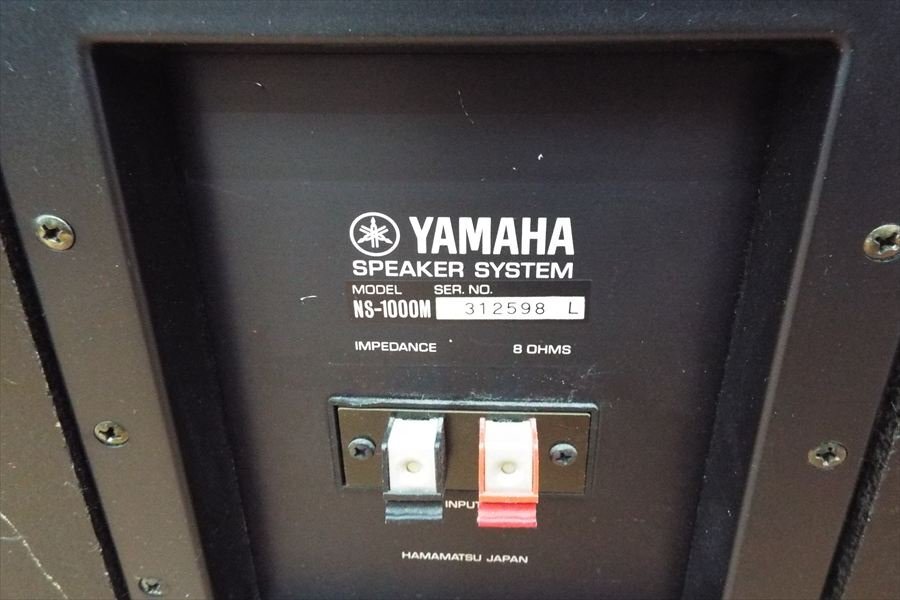 YAMAHA
SPEAKER SYSTEM
MODEL SER. NO.
NS-1000M 312598 L
IMPEDANCE 8 OHMS
INPUT
HAMAMATSU JAPAN